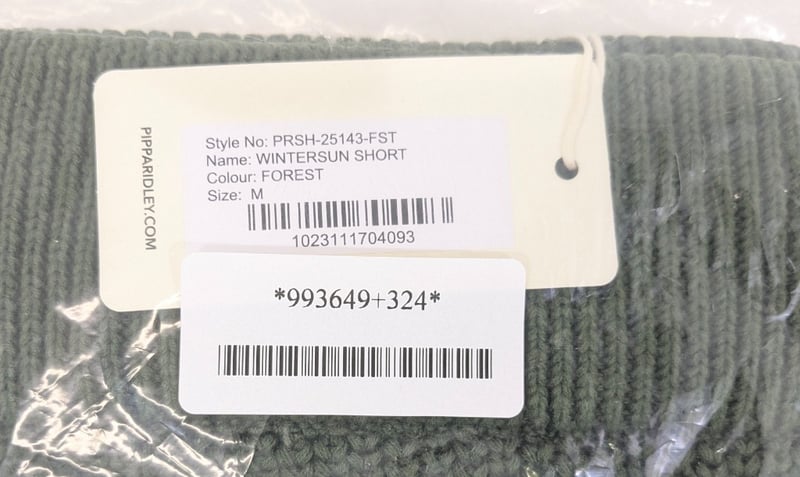 PIPPARIDLEY.COM
Style No: PRSH-25143-FST
Name: WINTERSUN SHORT
Colour: FOREST
Size: M
1023111704093
*993649+324*